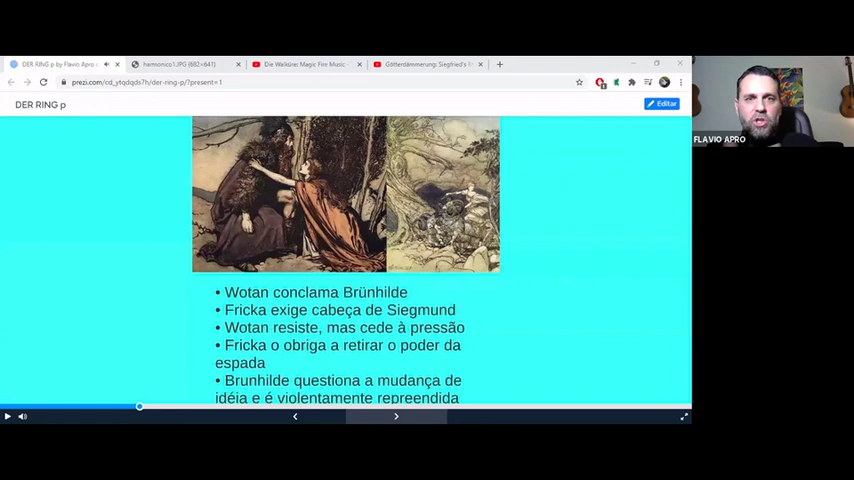 DER RING p by Flavio Apro
harmonico1.JPG (682×441)
Die Walküre: Magic Fire Music -
Götterdämmerung: Siegfried's F
prezi.com/cd_ytqdqds7h/der-ring-p/?present=1
DER RING p
Editar
FLAVIO APRO
• Wotan conclama Brünhilde
• Fricka exige cabeça de Siegmund
• Wotan resiste, mas cede à pressão
• Fricka o obriga a retirar o poder da
espada
• Brunhilde questiona a mudança de
idéia e é violentamente repreendida